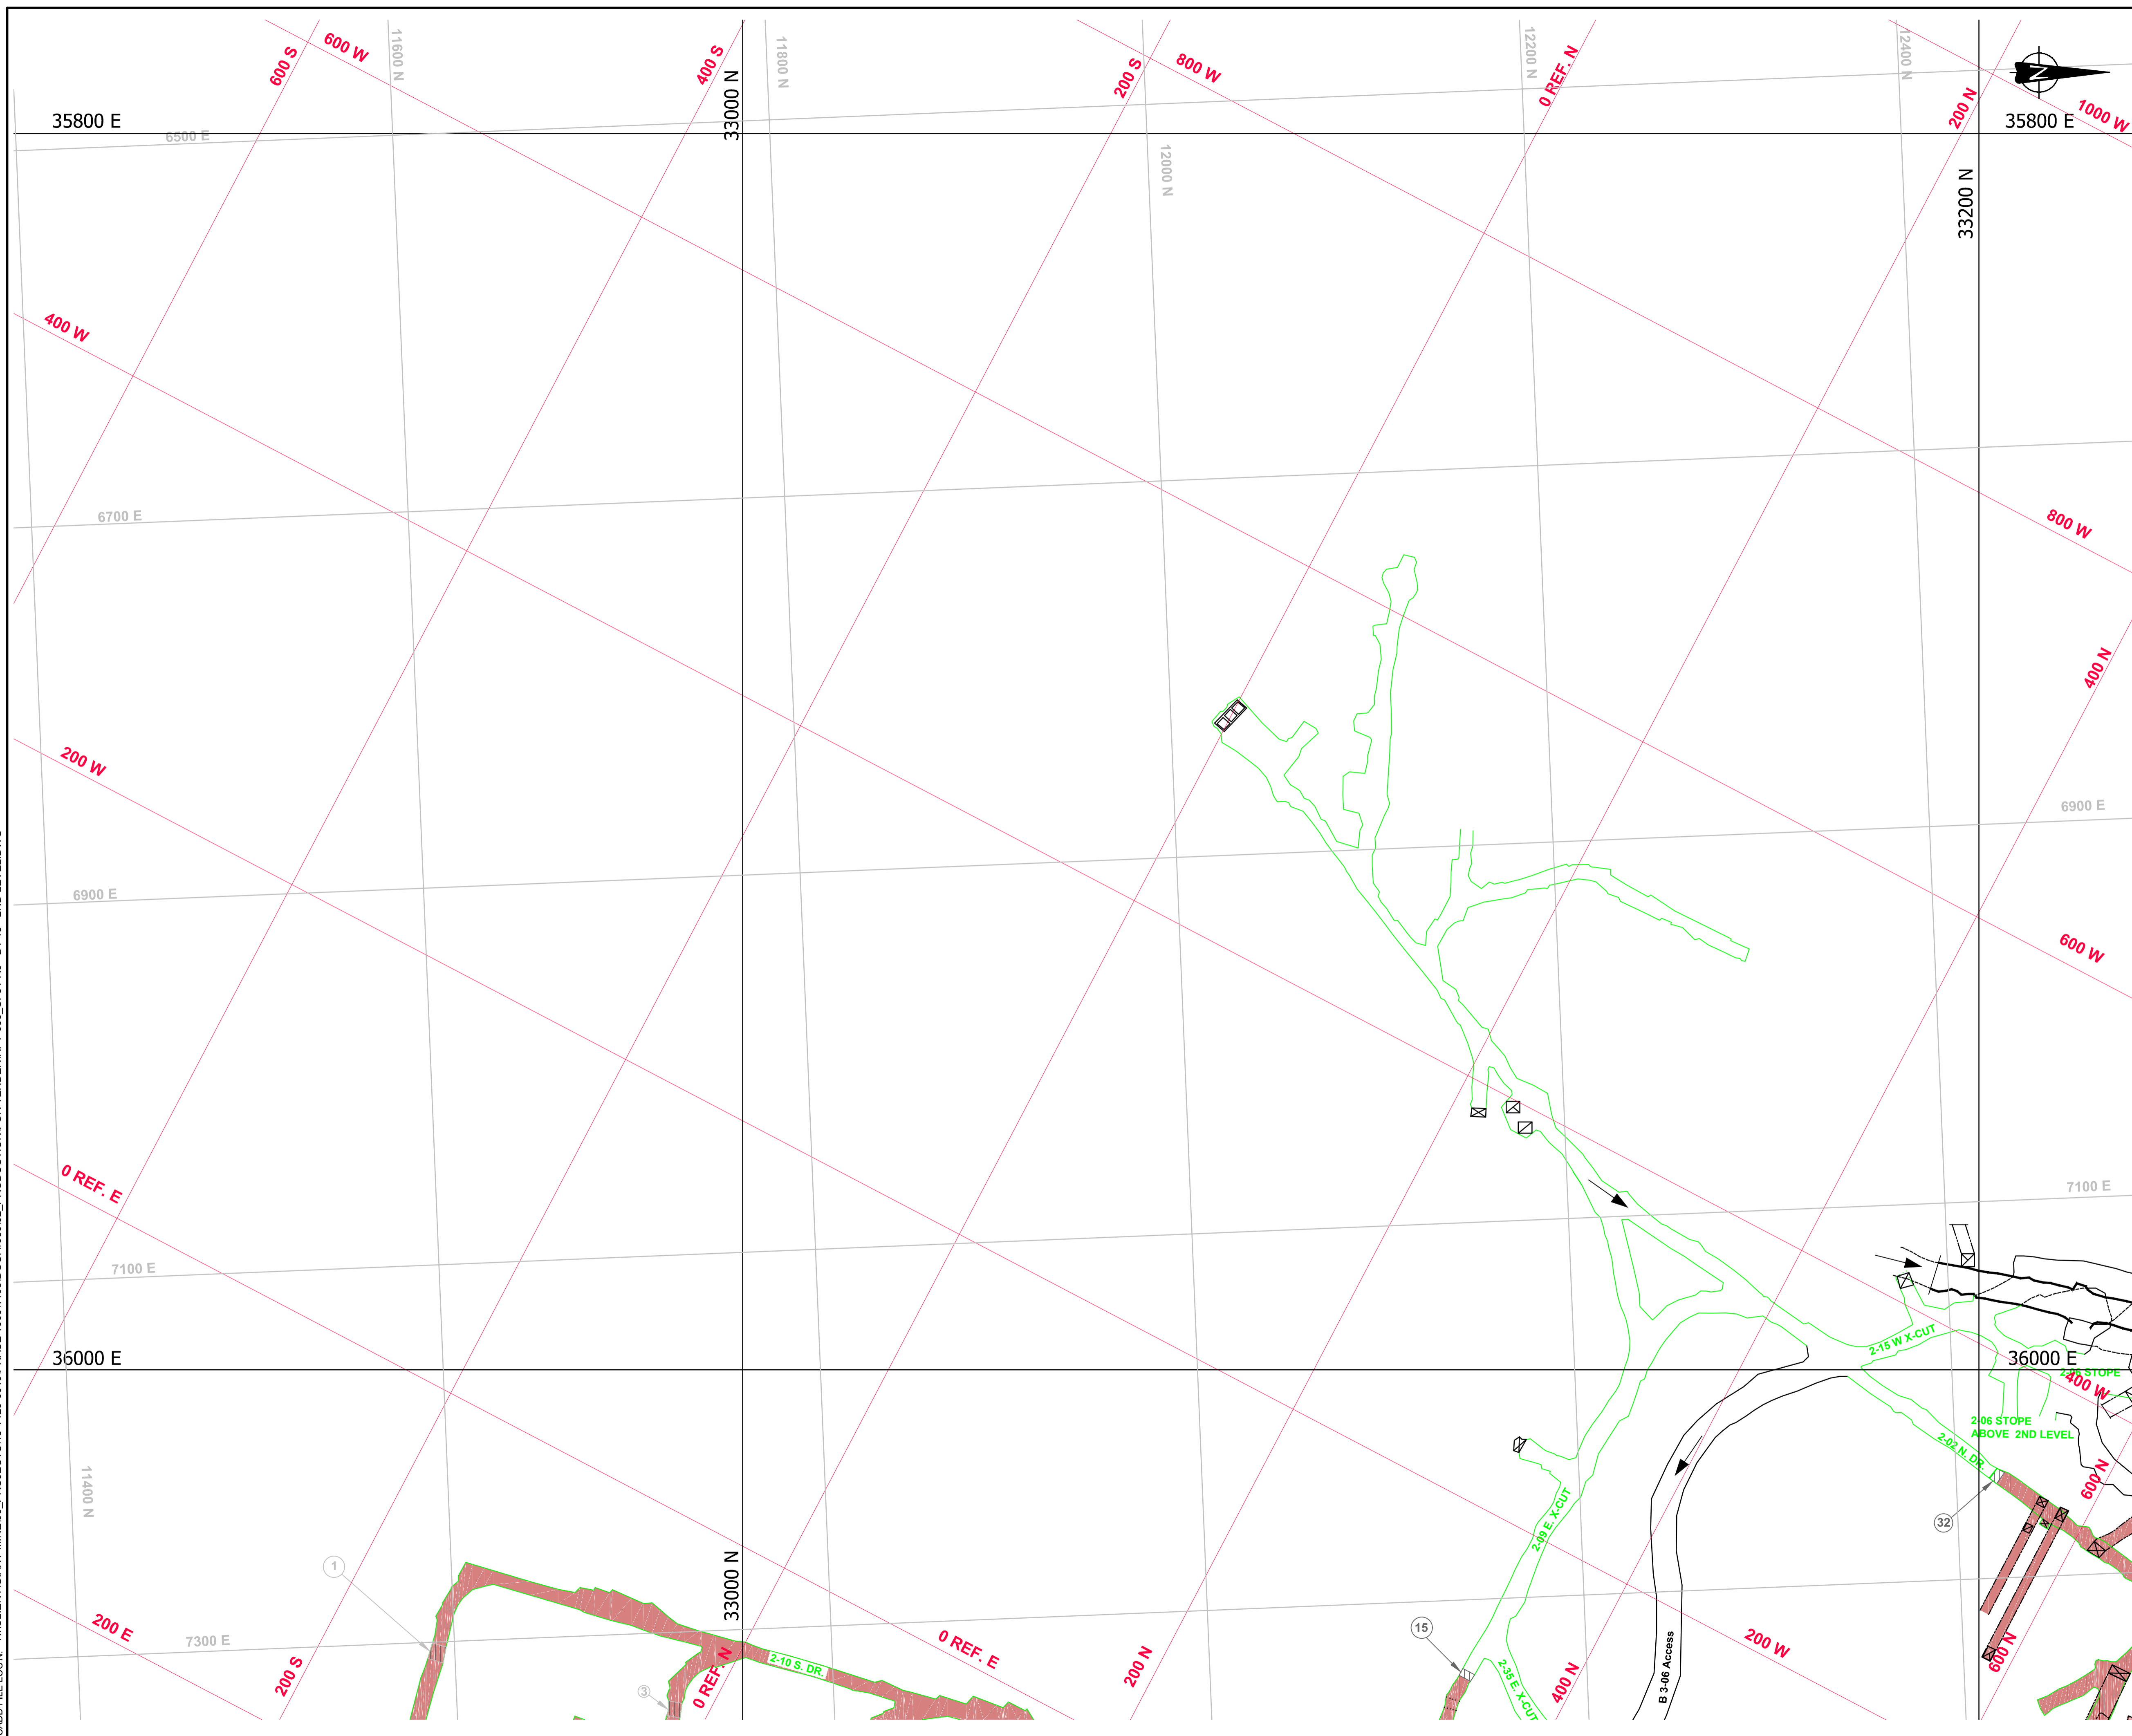 600 S
600 W
11600 N
400 S
33000 N
11800 N
200 S
800 W
12000 N
12200 N
0 REF. N
12400 N
200 N
N
1000 W
35800 E
6500 E
35800 E
33200 N
400 W
6700 E
800 W
400 N
200 W
6900 E
6900 E
600 W
0 REF. E
7100 E
7100 E
36000 E
2-15 W X-CUT
36000 E
2-06 STOPE
400 W
2-06 STOPE
ABOVE 2ND LEVEL
2-02 N. DR.
11400 N
600 N
32
2-09 E. X-CUT
1
33000 N
200 E
7300 E
200 S
3
0 REF. N
2-10 S. DR.
0 REF. E
200 N
15
2-35 E. X-CUT
400 N
B 3-06 Access
200 W
600 N